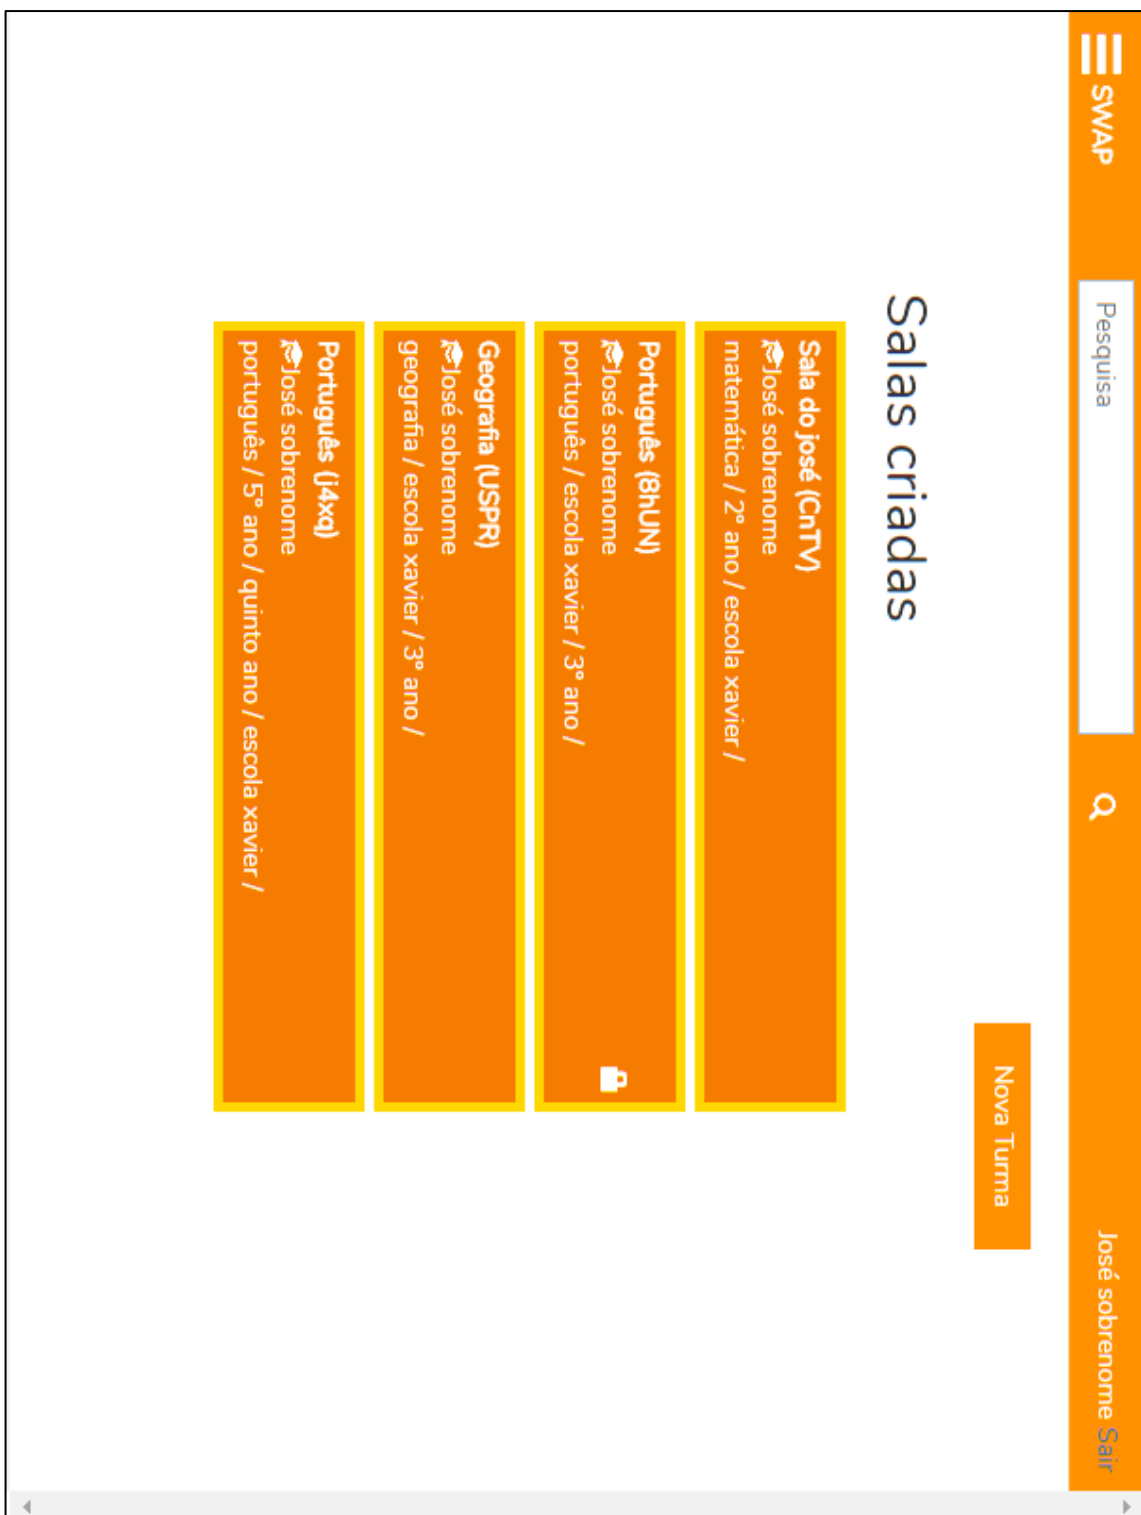 SWAP
Pesquisa
José sobrenome Sair
Nova Turma
Salas criadas
Sala do josé (CnTV)
José sobrenome
matemática / 2° ano / escola xavier /
Português (8hUN)
José sobrenome
português / escola xavier / 3° ano /
Geografia (USPR)
José sobrenome
geografia / escola xavier / 3° ano /
Português (j4xq)
José sobrenome
português / 5° ano / quinto ano / escola xavier /